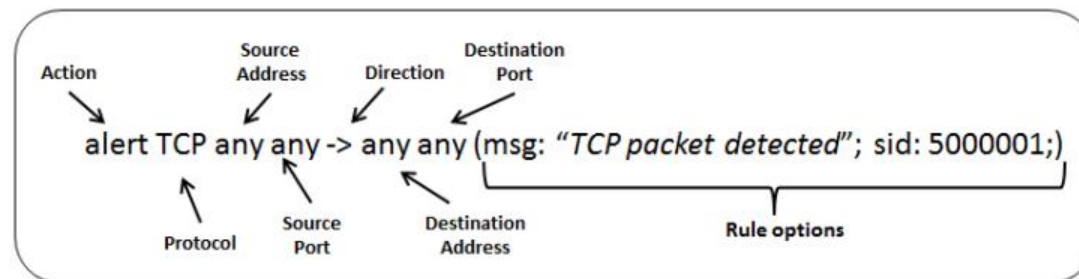 Source
Address
Destination
Port
Action
Direction
alert TCP any any -> any any (msg: “TCP packet detected”; sid: 5000001;)
Protocol
Source
Port
Destination
Address
Rule options